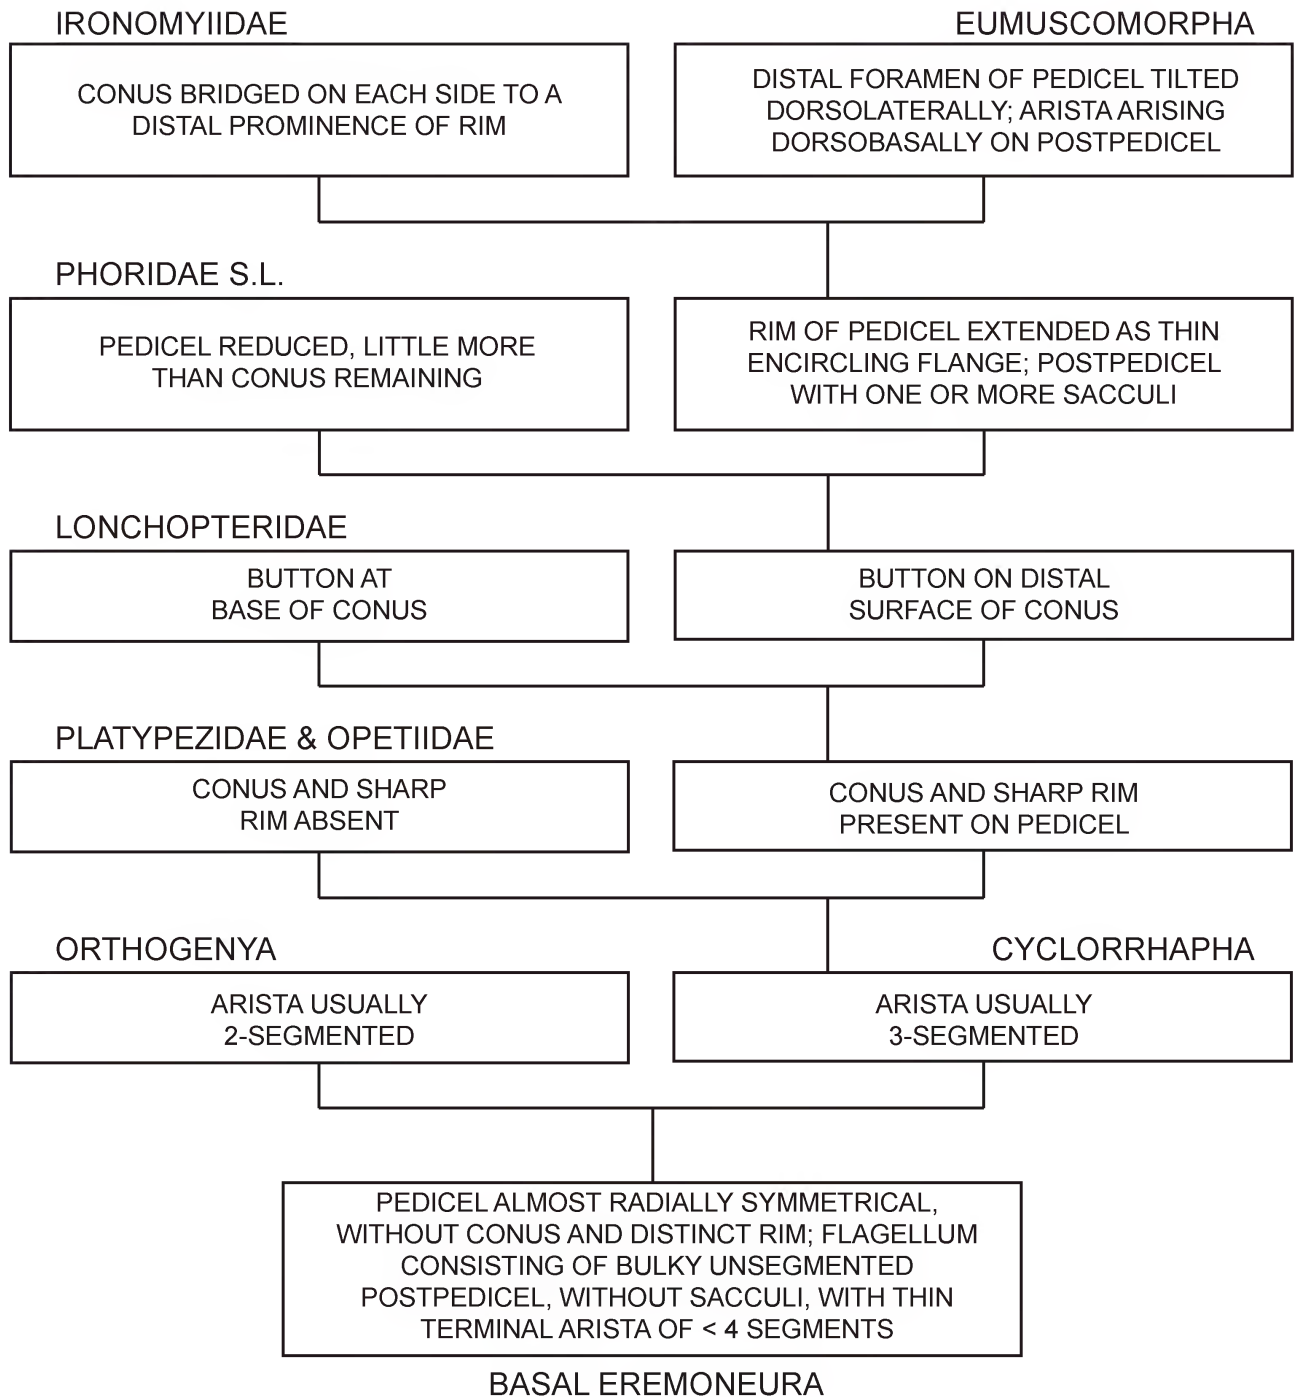 IRONOMYIIDAE
EUMUSCOMORPHA
CONUS BRIDGED ON EACH SIDE TO A
DISTAL PROMINENCE OF RIM
DISTAL FORAMEN OF PEDICEL TILTED
DORSOLATERALLY; ARISTA ARISING
DORSOBASALLY ON POSTPEDICEL
PHORIDAE S.L.
PEDICEL REDUCED, LITTLE MORE
THAN CONUS REMAINING
RIM OF PEDICEL EXTENDED AS THIN
ENCIRCLING FLANGE; POSTPEDICEL
WITH ONE OR MORE SACCULI
LONCHOPTERIDAE
BUTTON AT
BASE OF CONUS
BUTTON ON DISTAL
SURFACE OF CONUS
PLATYPEZIDAE & OPETIIDAE
CONUS AND SHARP
RIM ABSENT
CONUS AND SHARP RIM
PRESENT ON PEDICEL
ORTHOGENYA
CYCLORRHAPHA
ARISTA USUALLY
2-SEGMENTED
ARISTA USUALLY
3-SEGMENTED
PEDICEL ALMOST RADIALLY SYMMETRICAL,
WITHOUT CONUS AND DISTINCT RIM; FLAGELLUM
CONSISTING OF BULKY UNSEGMENTED
POSTPEDICEL, WITHOUT SACCULI, WITH THIN
TERMINAL ARISTA OF < 4 SEGMENTS
BASAL EREMONEURA